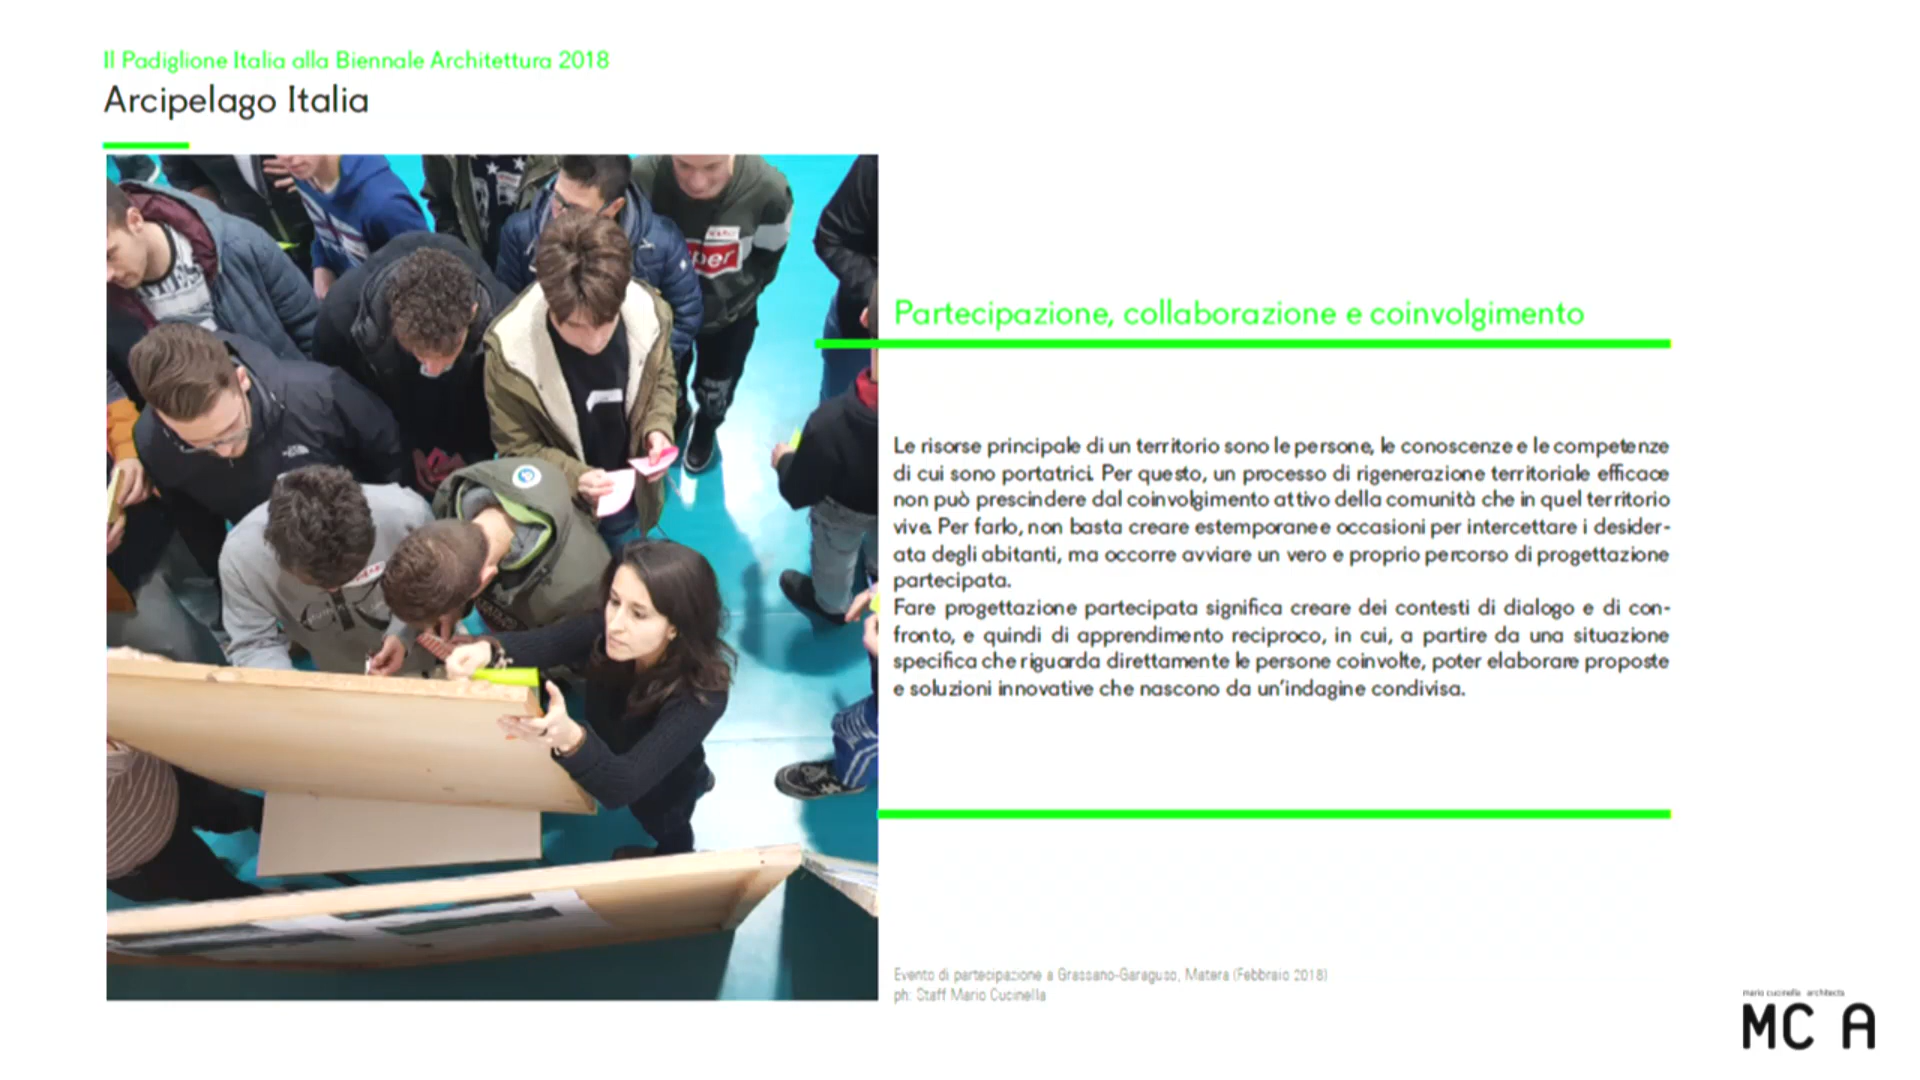 Il Padiglione Italia alla Biennale Architettura 2018
Arcipelago Italia
Partecipazione, collaborazione e coinvolgimento
Le risorse principale di un territorio sono le persone, le conoscenze e le competenze
di cui sono portatrici. Per questo, un processo di rigenerazione territoriale efficace
non può prescindere dal coinvolgimento attivo della comunità che in quel territorio
vive. Per farlo, non basta creare estemporanee occasioni per intercettare i desider-
ata degli abitanti, ma occorre avviare un vero e proprio percorso di progettazione
partecipata.
Fare progettazione partecipata significa creare dei contesti di dialogo e di con-
fronto, e quindi di apprendimento reciproco, in cui, a partire da una situazione
specifica che riguarda direttamente le persone coinvolte, poter elaborare proposte
e soluzioni innovative che nascono da un'indagine condivisa.
Evento di partecipazione a Grassano-Garaguso, Matera (Febbraio 2018)
ph: Staff Mario Cucinella
mario cucinella architects
MC A